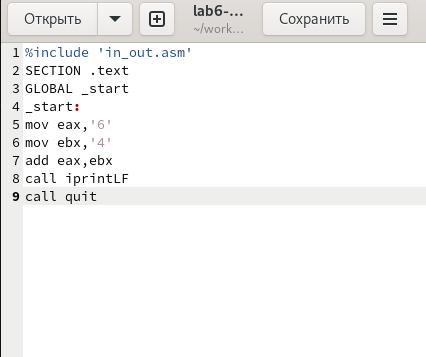 Открыть
lab6-...
~/work...
Сохранить
1 %include 'in_out.asm'
2 SECTION .text
3 GLOBAL _start
4 _start:
5 mov eax,'6'
6 mov ebx,'4'
7 add eax,ebx
8 call iprintLF
9 call quit